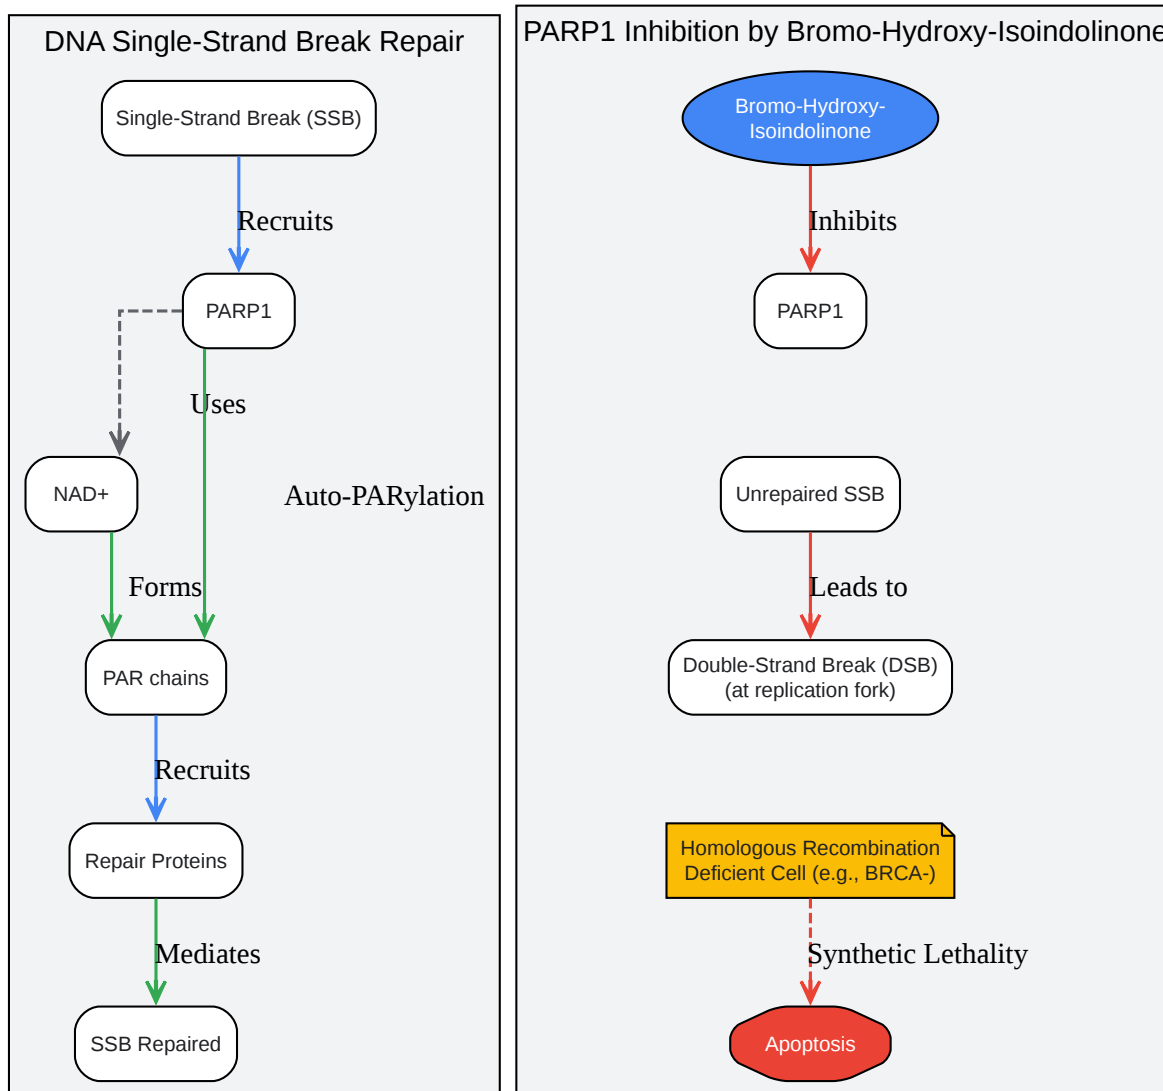 DNA Single-Strand Break Repair
Single-Strand Break (SSB)
Recruits
PARP1
Uses
NAD+
Auto-PARylation
Forms
PAR chains
Recruits
Repair Proteins
Mediates
SSB Repaired
PARP1 Inhibition by Bromo-Hydroxy-Isoindolinone
Bromo-Hydroxy-
Isoindolinone
Inhibits
PARP1
Unrepaired SSB
Leads to
Double-Strand Break (DSB)
(at replication fork)
Homologous Recombination
Deficient Cell (e.g., BRCA-)
Synthetic Lethality
Apoptosis